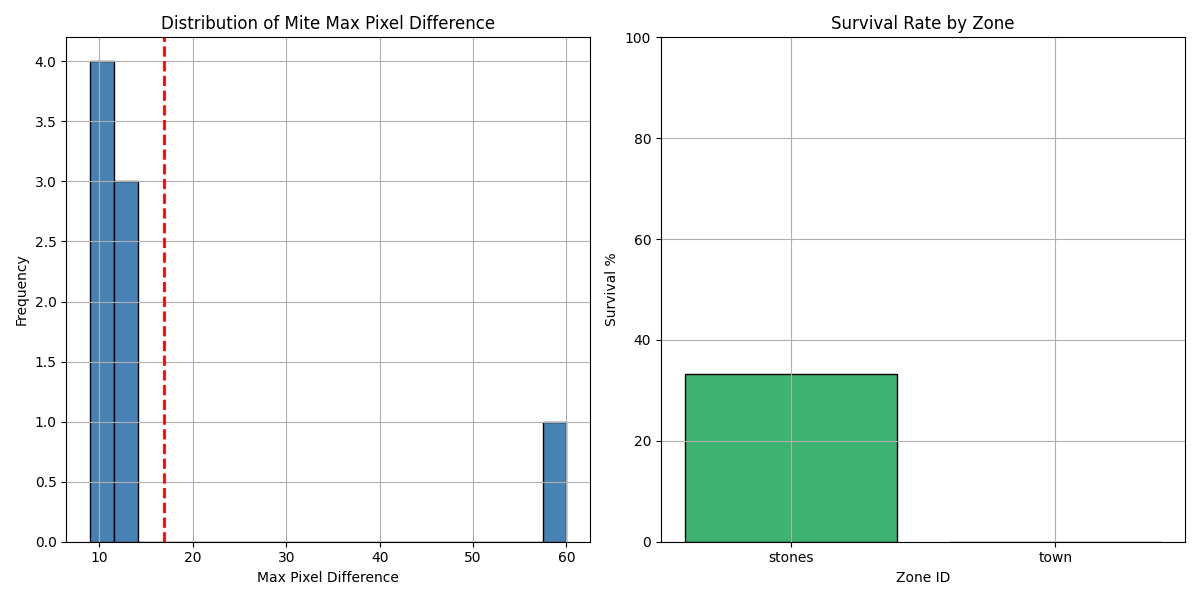 Distribution of Mite Max Pixel Difference
4.0
3.5
3.0
2.5
2.0
1.5
1.0
0.5
0.0
Frequency
10 20 30 40 50 60
Max Pixel Difference
Survival Rate by Zone
100
80
60
40
20
0
Survival %
stones town
Zone ID